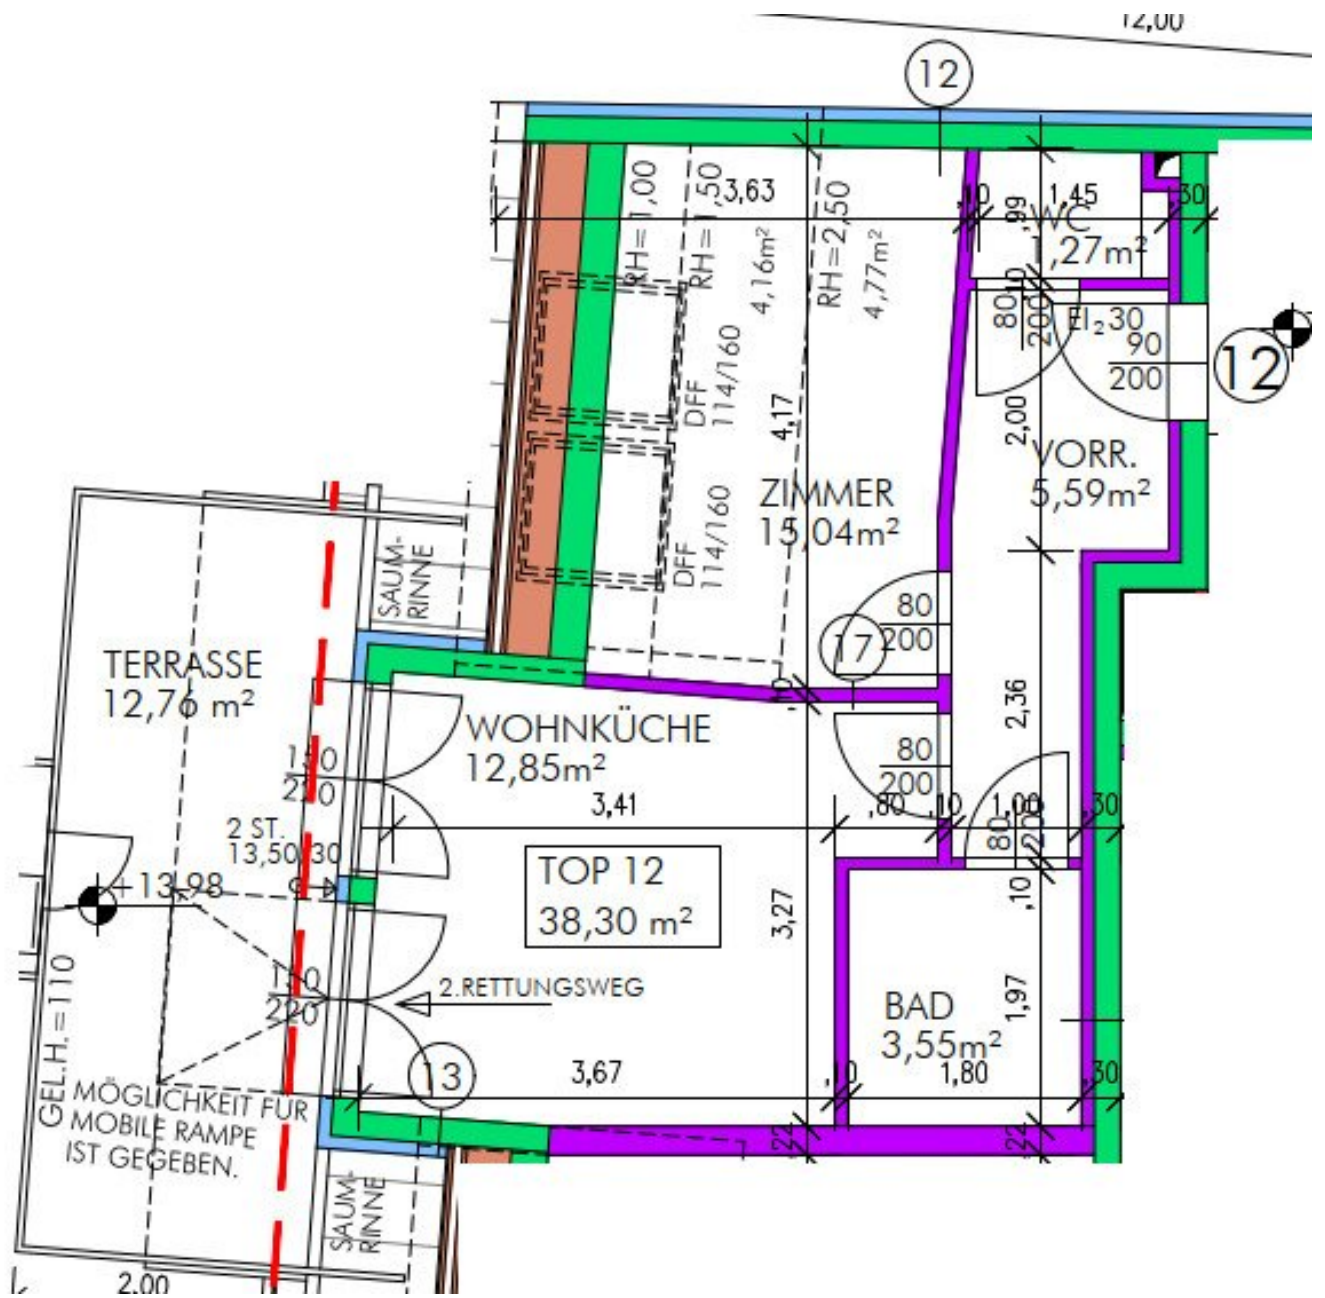 12,00
12
RH=1,00
RH=1,50
3,63
RH=2,50
,10
1,45
,30
,99
WC
1,27m²
4,16m²
4,77m²
,10
80
200
EI₂30
90
200
12
DFF
114/160
4,17
2,00
VORR.
5,59m²
ZIMMER
15,04m²
DFF
114/160
SAUM-
RINNE
80
200
17
TERRASSE
12,76 m²
WOHNKÜCHE
12,85m²
2,36
80
200
220
3,41
,80
,10
1,00
,30
80
200
2 ST.
13,50/30
+13,98
TOP 12
38,30 m²
3,27
,10
2.RETTUNGSWEG
220
BAD
3,55m²
1,97
GEL.H.=110
13
3,67
,10
1,80
,30
MÖGLICHKEIT FÜR
MOBILE RAMPE
IST GEGEBEN.
,22
,22
SAUM-
RINNE
2,00